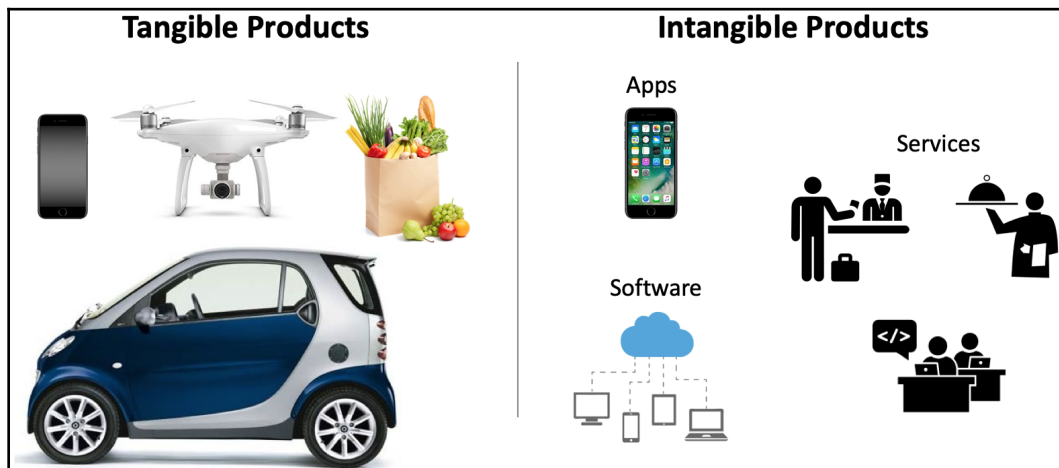 Tangible Products
Intangible Products
Apps
Services
Software
</>